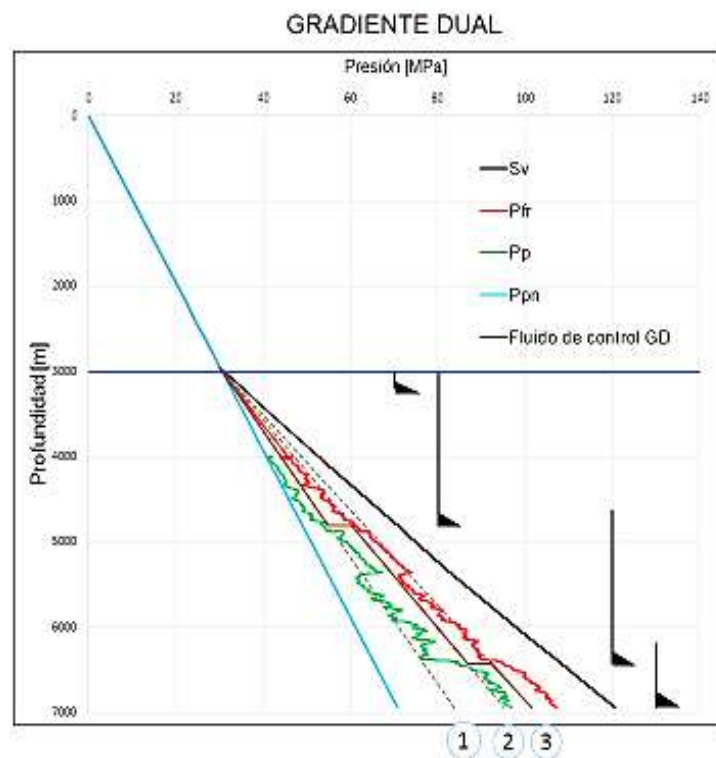 GRADIENTE DUAL
Presión [MPa]
0 20 40 60 80 100 120 140
0
1000
2000
3000
4000
5000
6000
7000
Profundidad [m]
Sv
Pfr
Pp
Ppn
Fluido de control GD
1 2 3